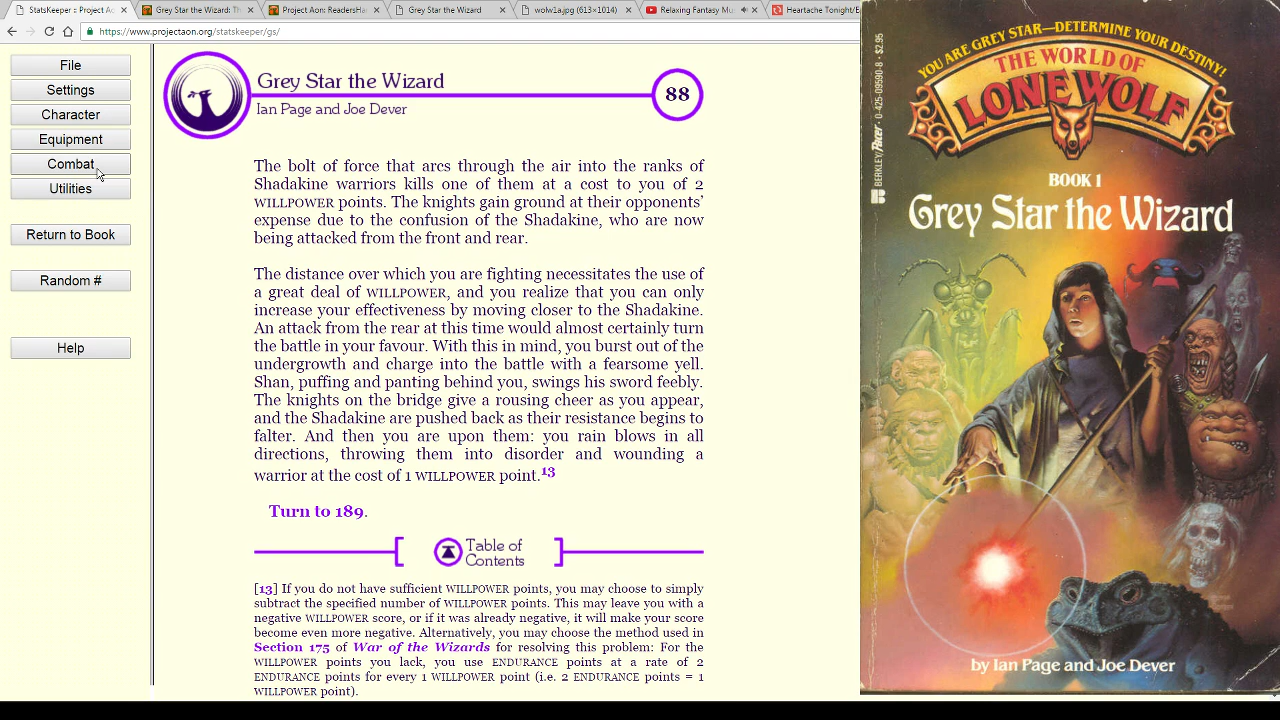 StatsKeeper :: Project Ac
Grey Star the Wizard: Th
Project Aon: ReadersHan
Grey Star the Wizard
wolw1a.jpg (613×1014)
Relaxing Fantasy Mu
Heartache Tonight/E
https://www.projectaon.org/statskeeper/gs/
File
Settings
Character
Equipment
Combat
Utilities
Return to Book
Random #
Help
Grey Star the Wizard
Ian Page and Joe Dever
88
The bolt of force that arcs through the air into the ranks of
Shadakine warriors kills one of them at a cost to you of 2
WILLPOWER points. The knights gain ground at their opponents’
expense due to the confusion of the Shadakine, who are now
being attacked from the front and rear.
The distance over which you are fighting necessitates the use of
a great deal of WILLPOWER, and you realize that you can only
increase your effectiveness by moving closer to the Shadakine.
An attack from the rear at this time would almost certainly turn
the battle in your favour. With this in mind, you burst out of the
undergrowth and charge into the battle with a fearsome yell.
Shan, puffing and panting behind you, swings his sword feebly.
The knights on the bridge give a rousing cheer as you appear,
and the Shadakine are pushed back as their resistance begins to
falter. And then you are upon them: you rain blows in all
directions, throwing them into disorder and wounding a
warrior at the cost of 1 WILLPOWER point.13
Turn to 189.
Table of
Contents
[13] If you do not have sufficient WILLPOWER points, you may choose to simply
subtract the specified number of WILLPOWER points. This may leave you with a
negative WILLPOWER score, or if it was already negative, it will make your score
become even more negative. Alternatively, you may choose the method used in
Section 175 of War of the Wizards for resolving this problem: For the
WILLPOWER points you lack, you use ENDURANCE points at a rate of 2
ENDURANCE points for every 1 WILLPOWER point (i.e. 2 ENDURANCE points = 1
WILLPOWER point).
YOU ARE GREY STAR—DETERMINE YOUR DESTINY!
THE WORLD OF
LONE WOLF
BOOK 1
Grey Star the Wizard
BERKLEY/Pacer • 0-425-09590-8 • $2.95
by Ian Page and Joe Dever